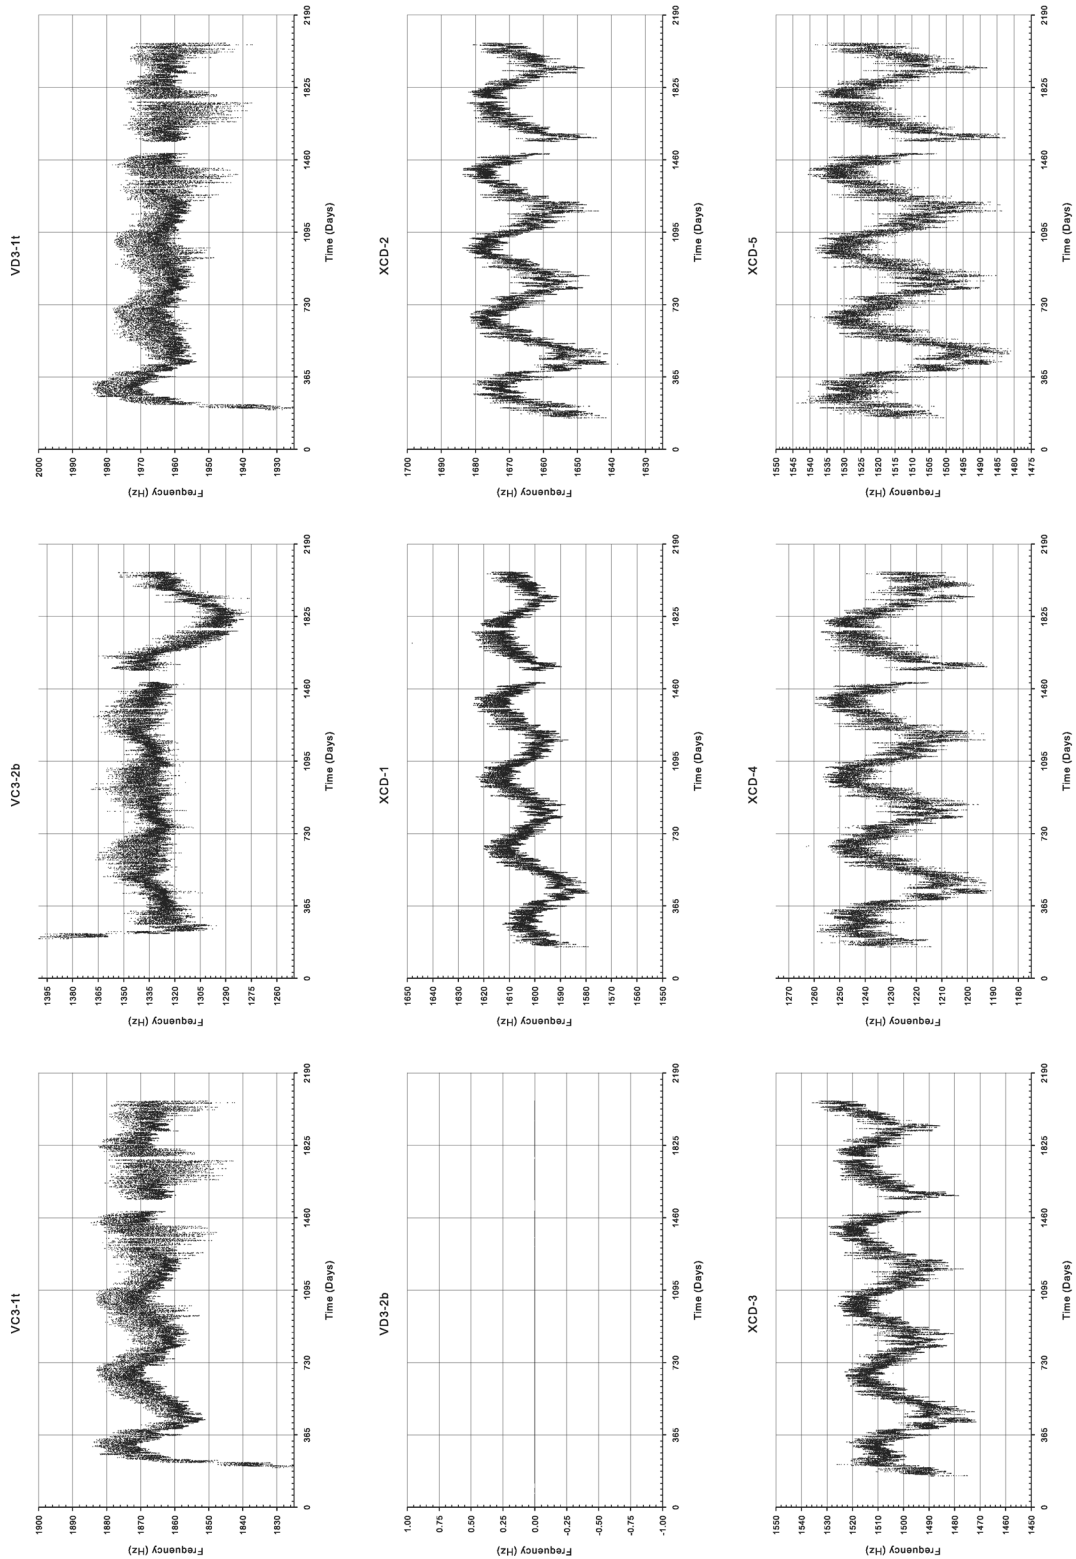 VC3-1t
Frequency (Hz)
1900
1890
1880
1870
1860
1850
1840
1830
0 365 730 1095 1460 1825 2190
Time (Days)
VC3-2b
Frequency (Hz)
1395
1380
1365
1350
1335
1320
1305
1290
1275
1260
0 365 730 1095 1460 1825 2190
Time (Days)
VD3-1t
Frequency (Hz)
2000
1990
1980
1970
1960
1950
1940
1930
0 365 730 1095 1460 1825 2190
Time (Days)
VD3-2b
Frequency (Hz)
1.00
0.75
0.50
0.25
0.00
-0.25
-0.50
-0.75
-1.00
0 365 730 1095 1460 1825 2190
Time (Days)
XCD-1
Frequency (Hz)
1650
1640
1630
1620
1610
1600
1590
1580
1570
1560
1550
0 365 730 1095 1460 1825 2190
Time (Days)
XCD-2
Frequency (Hz)
1700
1690
1680
1670
1660
1650
1640
1630
0 365 730 1095 1460 1825 2190
Time (Days)
XCD-3
Frequency (Hz)
1550
1540
1530
1520
1510
1500
1490
1480
1470
1460
1450
0 365 730 1095 1460 1825 2190
Time (Days)
XCD-4
Frequency (Hz)
1270
1260
1250
1240
1230
1220
1210
1200
1190
1180
0 365 730 1095 1460 1825 2190
Time (Days)
XCD-5
Frequency (Hz)
1550
1545
1540
1535
1530
1525
1520
1515
1510
1505
1500
1495
1490
1485
1480
1475
0 365 730 1095 1460 1825 2190
Time (Days)